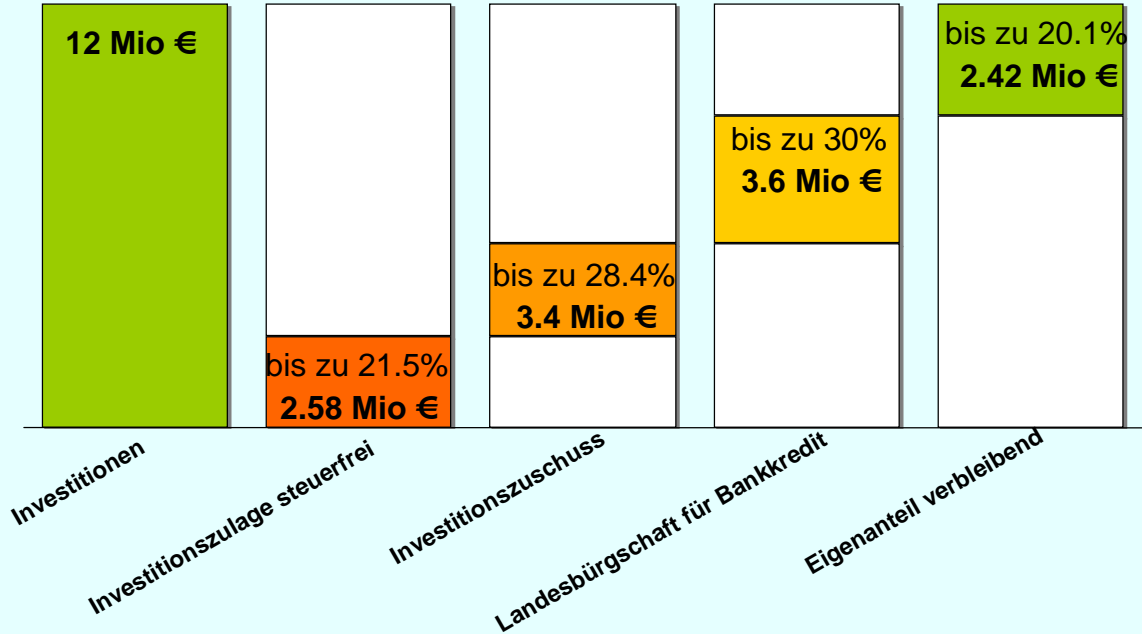 12 Mio €
bis zu 21.5%
2.58 Mio €
bis zu 28.4%
3.4 Mio €
bis zu 30%
3.6 Mio €
bis zu 20.1%
2.42 Mio €
Investitionen
Investitionszulage steuerfrei
Investitionszuschuss
Landesbürgschaft für Bankkredit
Eigenanteil verbleibend